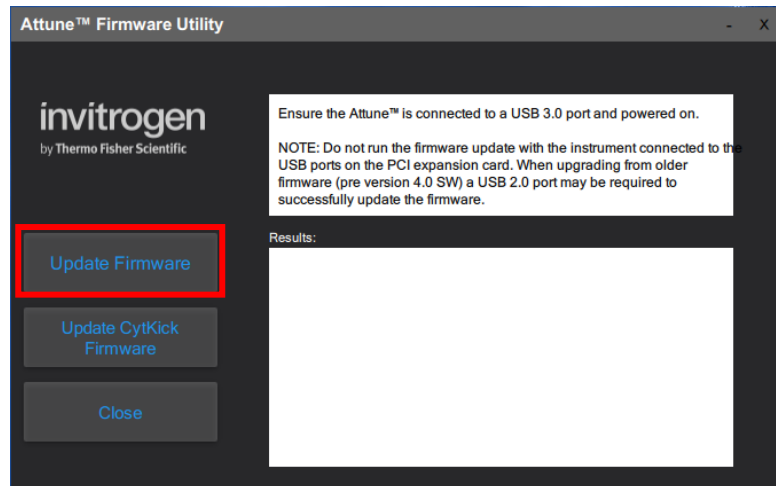 Attune™ Firmware Utility
- X
invitrogen
by Thermo Fisher Scientific
Ensure the Attune™ is connected to a USB 3.0 port and powered on.
NOTE: Do not run the firmware update with the instrument connected to the
USB ports on the PCI expansion card. When upgrading from older
firmware (pre version 4.0 SW) a USB 2.0 port may be required to
successfully update the firmware.
Results:
Update Firmware
Update CytKick
Firmware
Close